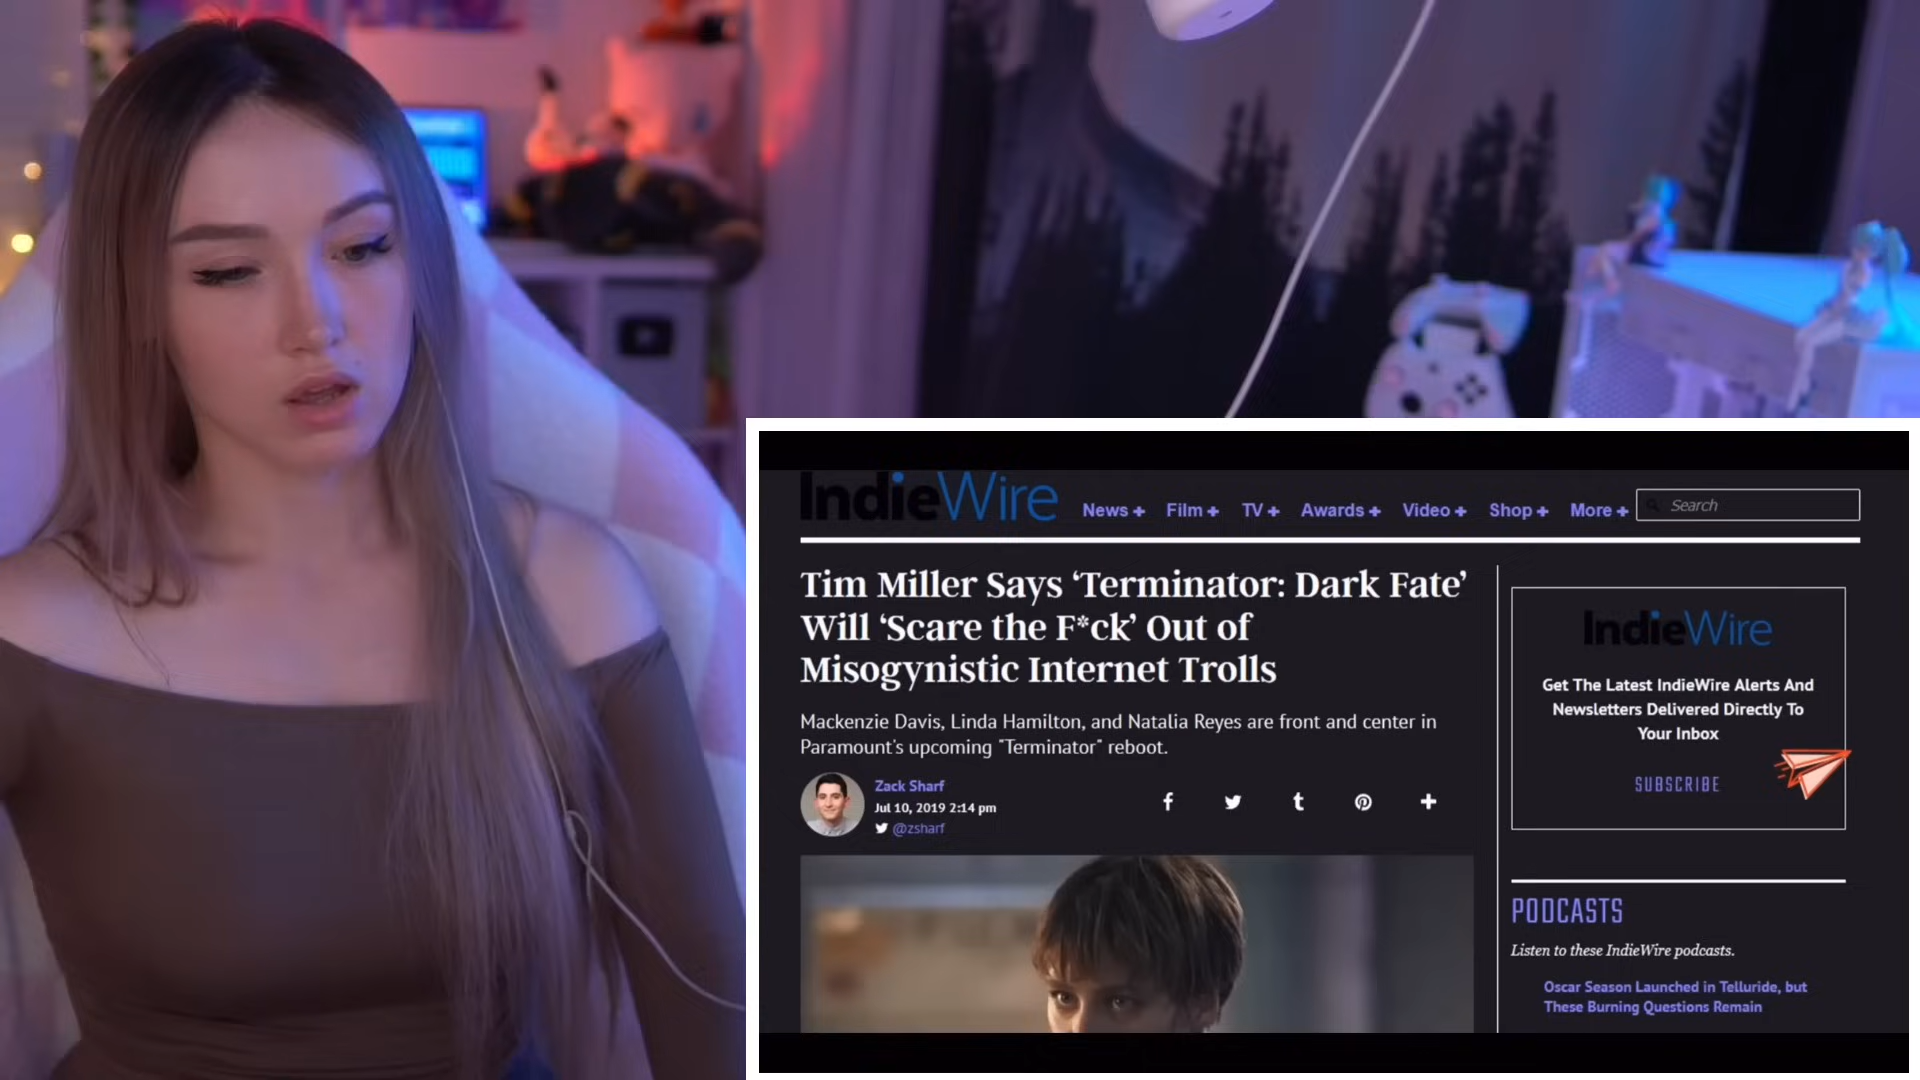 IndieWire
News + Film + TV + Awards + Video + Shop + More + Search
Tim Miller Says ‘Terminator: Dark Fate’
Will ‘Scare the F*ck’ Out of
Misogynistic Internet Trolls
Mackenzie Davis, Linda Hamilton, and Natalia Reyes are front and center in
Paramount's upcoming "Terminator" reboot.
Zack Sharf
Jul 10, 2019 2:14 pm
@zsharf
IndieWire
Get The Latest IndieWire Alerts And
Newsletters Delivered Directly To
Your Inbox
SUBSCRIBE
PODCASTS
Listen to these IndieWire podcasts.
Oscar Season Launched in Telluride, but
These Burning Questions Remain